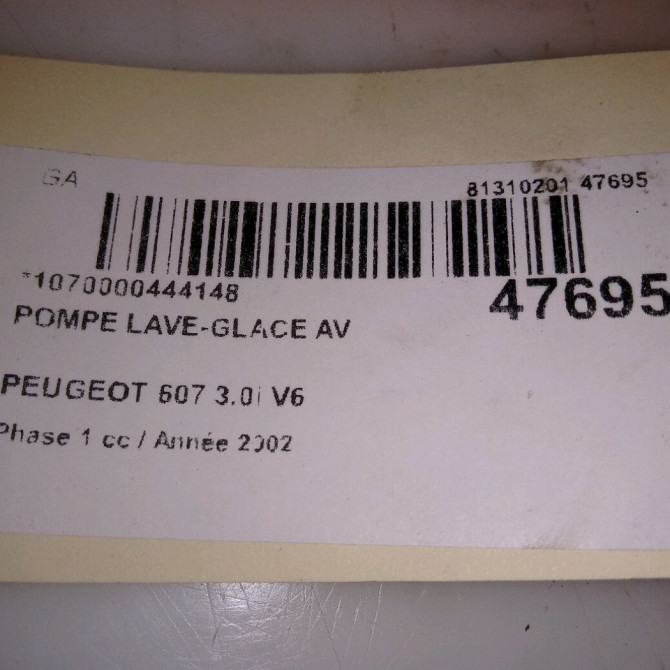 GA
81310201 47695
*1070000444148
47695
POMPE LAVE-GLACE AV
PEUGEOT 607 3.0i V6
Phase 1 cc / Année 2002